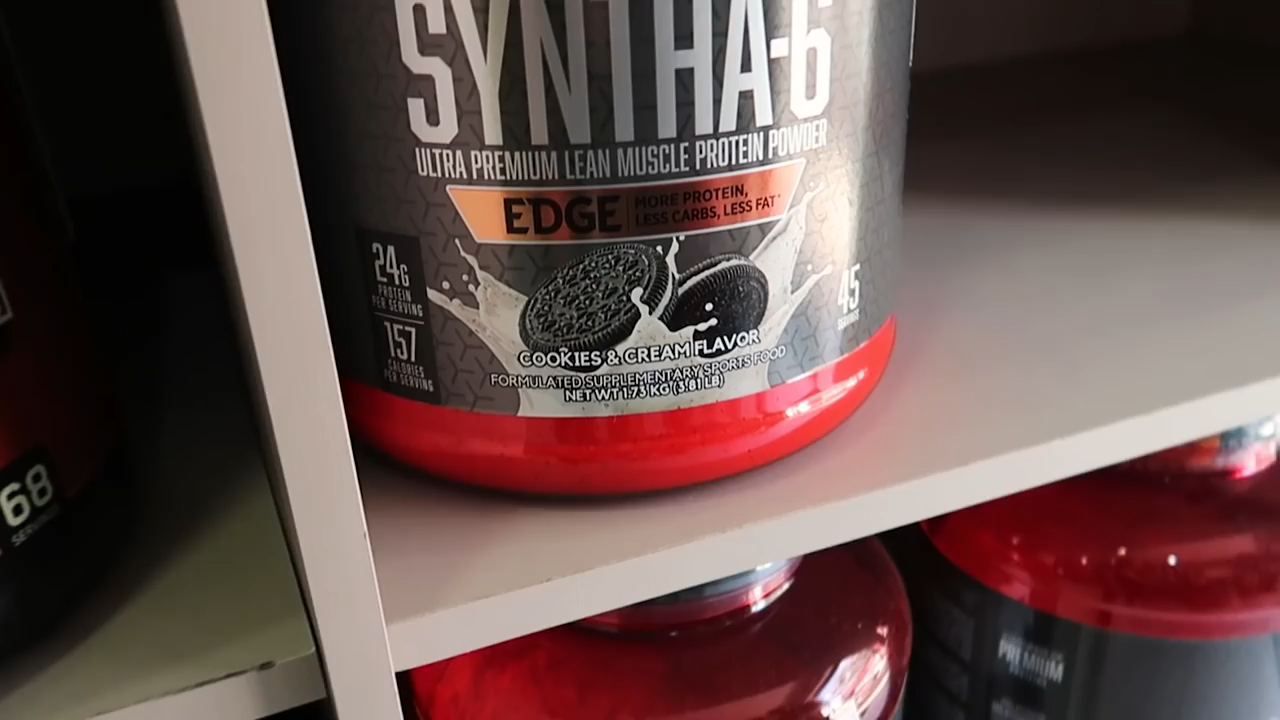 SYNTHA-6
ULTRA PREMIUM LEAN MUSCLE PROTEIN POWDER
EDGE
MORE PROTEIN,
LESS CARBS, LESS FAT*
24G
PROTEIN
PER SERVING
157
CALORIES
PER SERVING
45
SERVINGS
COOKIES & CREAM FLAVOR
FORMULATED SUPPLEMENTARY SPORTS FOOD
NET WT 1.73 KG (3.81 LB)
68
PREMIUM